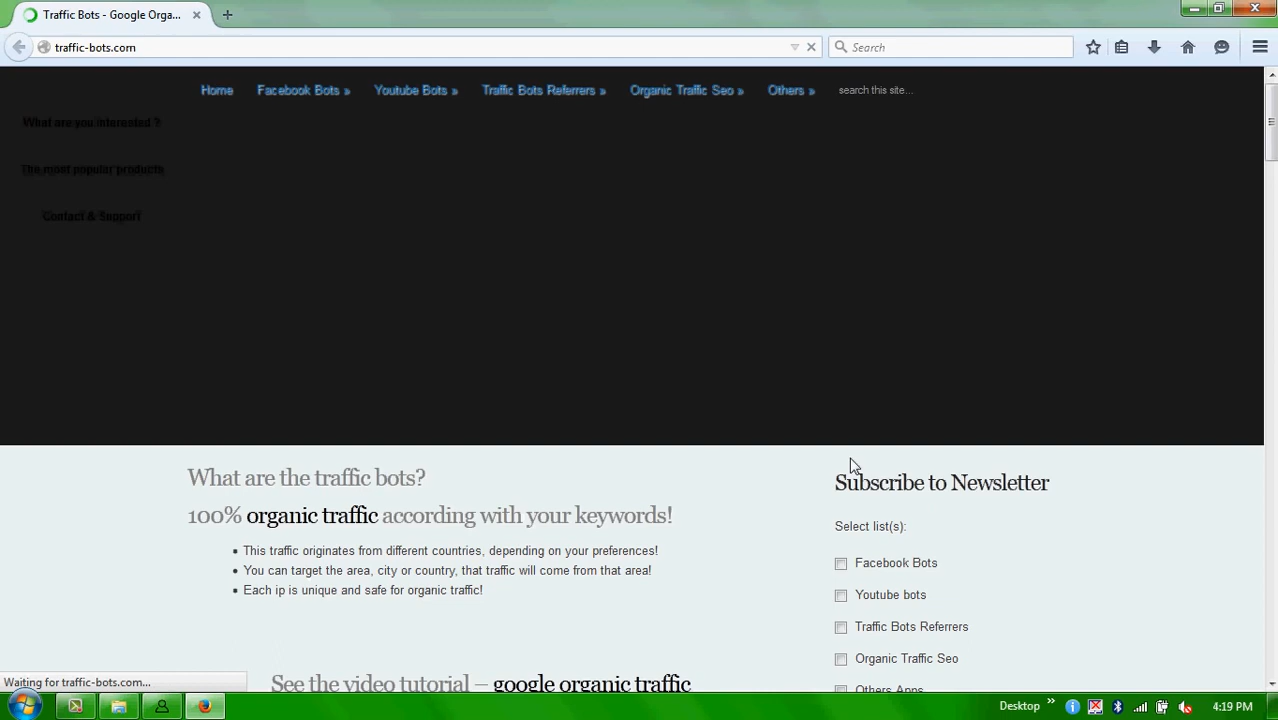 Traffic Bots - Google Orga...
traffic-bots.com
Search
Home Facebook Bots » Youtube Bots » Traffic Bots Referrers » Organic Traffic Seo » Others » search this site...
What are you interested ?
The most popular products
Contact & Support
What are the traffic bots?
100% organic traffic according with your keywords!
This traffic originates from different countries, depending on your preferences!
You can target the area, city or country, that traffic will come from that area!
Each ip is unique and safe for organic traffic!
See the video tutorial – google organic traffic
Subscribe to Newsletter
Select list(s):
Facebook Bots
Youtube bots
Traffic Bots Referrers
Organic Traffic Seo
Others Apps
Waiting for traffic-bots.com...
Desktop »
4:19 PM